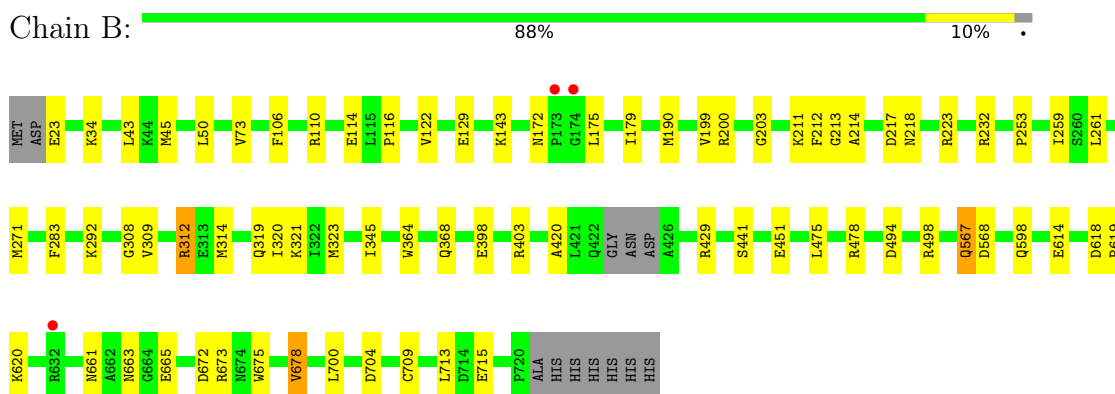 Chain B:
88% 10% •
MET ASP E23 K34 L43 K44 M45 L50 V73 F106 R110 E114 L115 P116 V122 E129 K143 N172 P173 G174 L175 I179 M190 V199 R200 G203 K211 F212 G213 A214 D217 N218 R223 R232 P253 I259 S260 L261
M271 F283 K292 G308 V309 R312 E313 M314 Q319 I320 K321 I322 M323 I345 W364 Q368 E398 R403 A420 L421 Q422 GLY ASN ASP A426 R429 S441 E451 L475 R478 D494 R498 Q567 D568 Q598 E614 D618 R619
K620 R632 N661 A662 N663 G664 E665 D672 R673 N674 W675 V678 L700 D704 C709 L713 D714 E715 P720 ALA HIS HIS HIS HIS HIS HIS